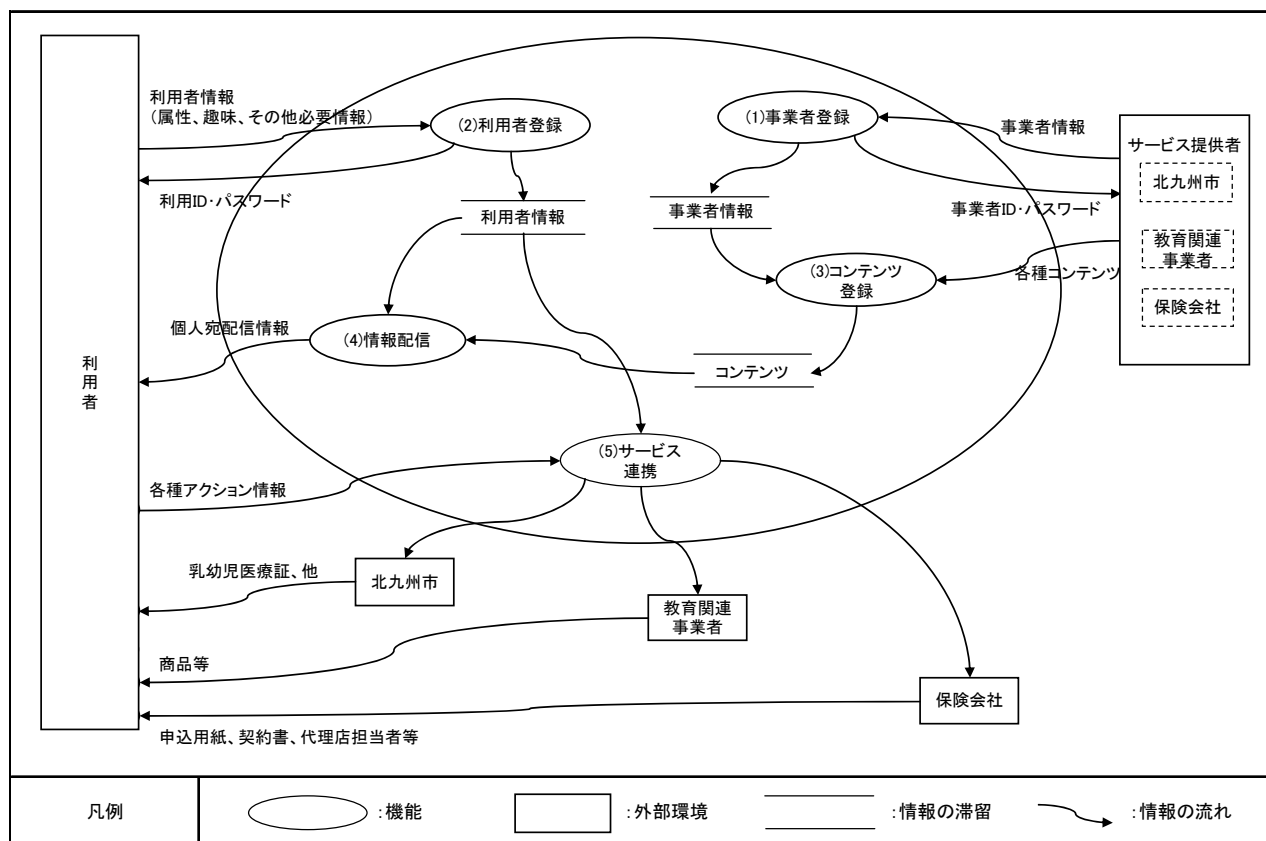 利用者情報
(属性、趣味、その他必要情報)
(2)利用者登録
(1)事業者登録
事業者情報
サービス提供者
北九州市
教育関連
事業者
保険会社
利用ID・パスワード
利用者情報
事業者情報
事業者ID・パスワード
(3)コンテンツ
登録
各種コンテンツ
個人宛配信情報
(4)情報配信
コンテンツ
利
用
者
(5)サービス
連携
各種アクション情報
乳幼児医療証、他
北九州市
教育関連
事業者
商品等
保険会社
申込用紙、契約書、代理店担当者等
凡例
:機能
:外部環境
:情報の滞留
:情報の流れ